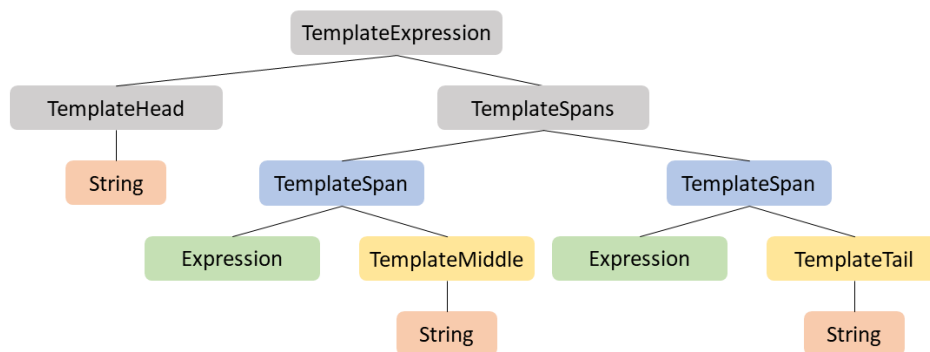 TemplateExpression
TemplateHead
TemplateSpans
String
TemplateSpan
TemplateSpan
Expression
TemplateMiddle
Expression
TemplateTail
String
String